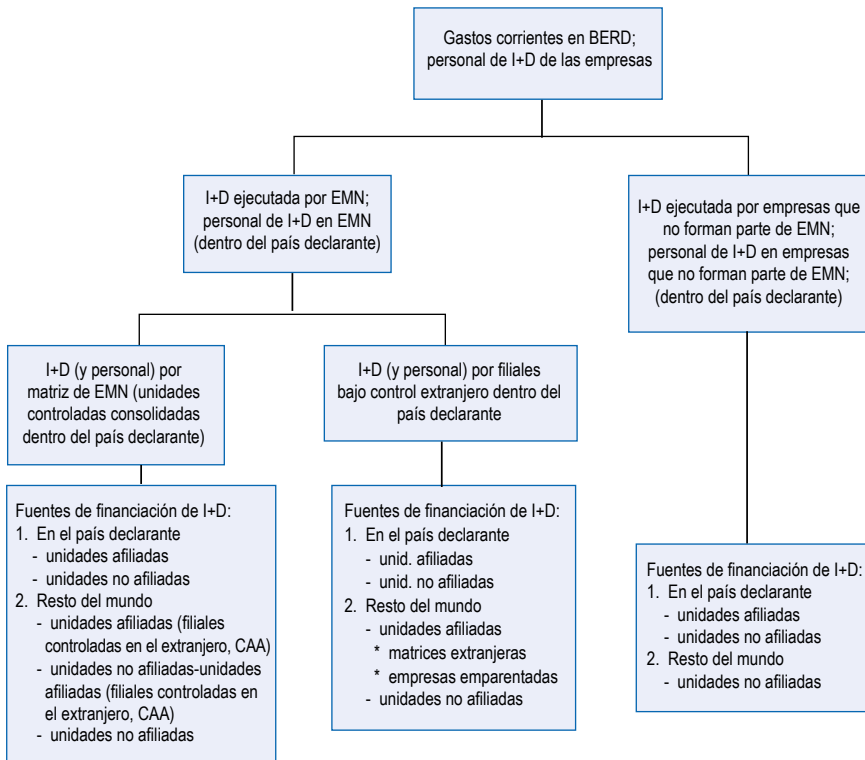 Gastos corrientes en BERD;
personal de I+D de las empresas
I+D ejecutada por EMN;
personal de I+D en EMN
(dentro del país declarante)
I+D ejecutada por empresas que
no forman parte de EMN;
personal de I+D en empresas
que no forman parte de EMN;
(dentro del país declarante)
I+D (y personal) por
matriz de EMN (unidades
controladas consolidadas
dentro del país declarante)
I+D (y personal) por filiales
bajo control extranjero dentro del
país declarante
Fuentes de financiación de I+D:
1. En el país declarante
- unidades afiliadas
- unidades no afiliadas
2. Resto del mundo
- unidades afiliadas (filiales
controladas en el extranjero, CAA)
- unidades no afiliadas-unidades
afiliadas (filiales controladas en
el extranjero, CAA)
- unidades no afiliadas
Fuentes de financiación de I+D:
1. En el país declarante
- unid. afiliadas
- unid. no afiliadas
2. Resto del mundo
- unidades afiliadas
* matrices extranjeras
* empresas emparentadas
- unidades no afiliadas
Fuentes de financiación de I+D:
1. En el país declarante
- unidades afiliadas
- unidades no afiliadas
2. Resto del mundo
- unidades no afiliadas